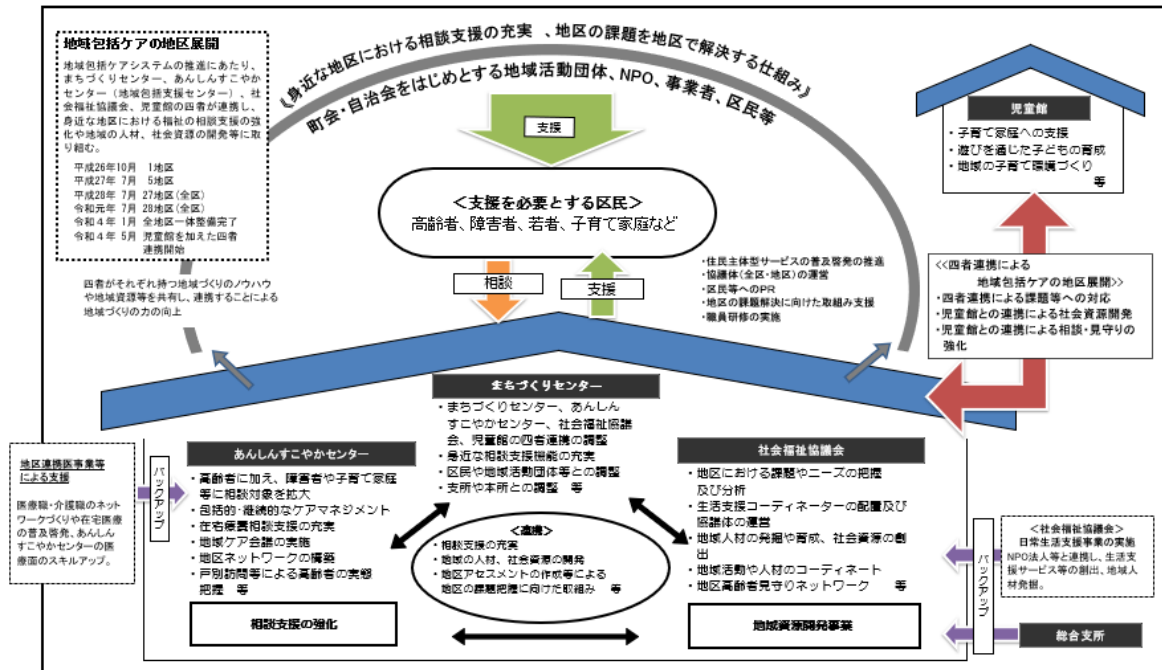 地域包括ケアの地区展開
地域包括ケアシステムの推進にあたり、
まちづくりセンター、あんしんすこやか
センター（地域包括支援センター）、社
会福祉協議会、児童館の四者が連携し、
身近な地区における福祉の相談支援の強
化や地域の人材、社会資源の開発等に取
り組む。
平成26年10月　1地区
平成27年 7月　5地区
平成28年 7月 27地区(全区)
令和元年 7月 28地区(全区)
令和４年 1月 全地区一体整備完了
令和４年 5月 児童館を加えた四者
連携開始
四者がそれぞれ持つ地域づくりのノウハウ
や地域資源等を共有し、連携することによる
地域づくりの力の向上
《身近な地区における相談支援の充実 、地区の課題を地区で解決する仕組み》
町会・自治会をはじめとする地域活動団体、NPO、事業者、区民等
支援
＜支援を必要とする区民＞
高齢者、障害者、若者、子育て家庭など
相談
支援
・住民主体型サービスの普及啓発の推進
・協議体（全区・地区）の運営
・区民等へのPR
・地区の課題解決に向けた取組み支援
・職員研修の実施
児童館
・子育て家庭への支援
・遊びを通じた子どもの育成
・地域の子育て環境づくり
等
<<四者連携による
地域包括ケアの地区展開>>
・四者連携による課題等への対応
・児童館との連携による社会資源開発
・児童館との連携による相談・見守りの
強化
まちづくりセンター
・まちづくりセンター、あんしん
すこやかセンター、社会福祉協議
会、児童館の四者連携の調整
・身近な相談支援機能の充実
・区民や地域活動団体等との調整
・支所や本所との調整　等
あんしんすこやかセンター
・高齢者に加え、障害者や子育て家庭
等に相談対象を拡大
・包括的・継続的なケアマネジメント
・在宅療養相談支援の充実
・地域ケア会議の実施
・地区ネットワークの構築
・戸別訪問等による高齢者の実態
把握　等
相談支援の強化
＜連携＞
・相談支援の充実
・地域の人材、社会資源の開発
・地区アセスメントの作成等による
地区の課題把握に向けた取組み　等
社会福祉協議会
・地区における課題やニーズの把握
及び分析
・生活支援コーディネーターの配置及び
協議体の運営
・地域人材の発掘や育成、社会資源の創
出
・地域活動や人材のコーディネート
・地区高齢者見守りネットワーク　等
地域資源開発事業
地区連携医事業等
による支援
医療職・介護職のネット
ワークづくりや在宅医療
の普及啓発、あんしん
すこやかセンターの医
療面のスキルアップ。
バックアップ
バックアップ
＜社会福祉協議会＞
日常生活支援事業の実施
NPO法人等と連携し、生活支
援サービス等の創出、地域人
材発掘。
総合支所